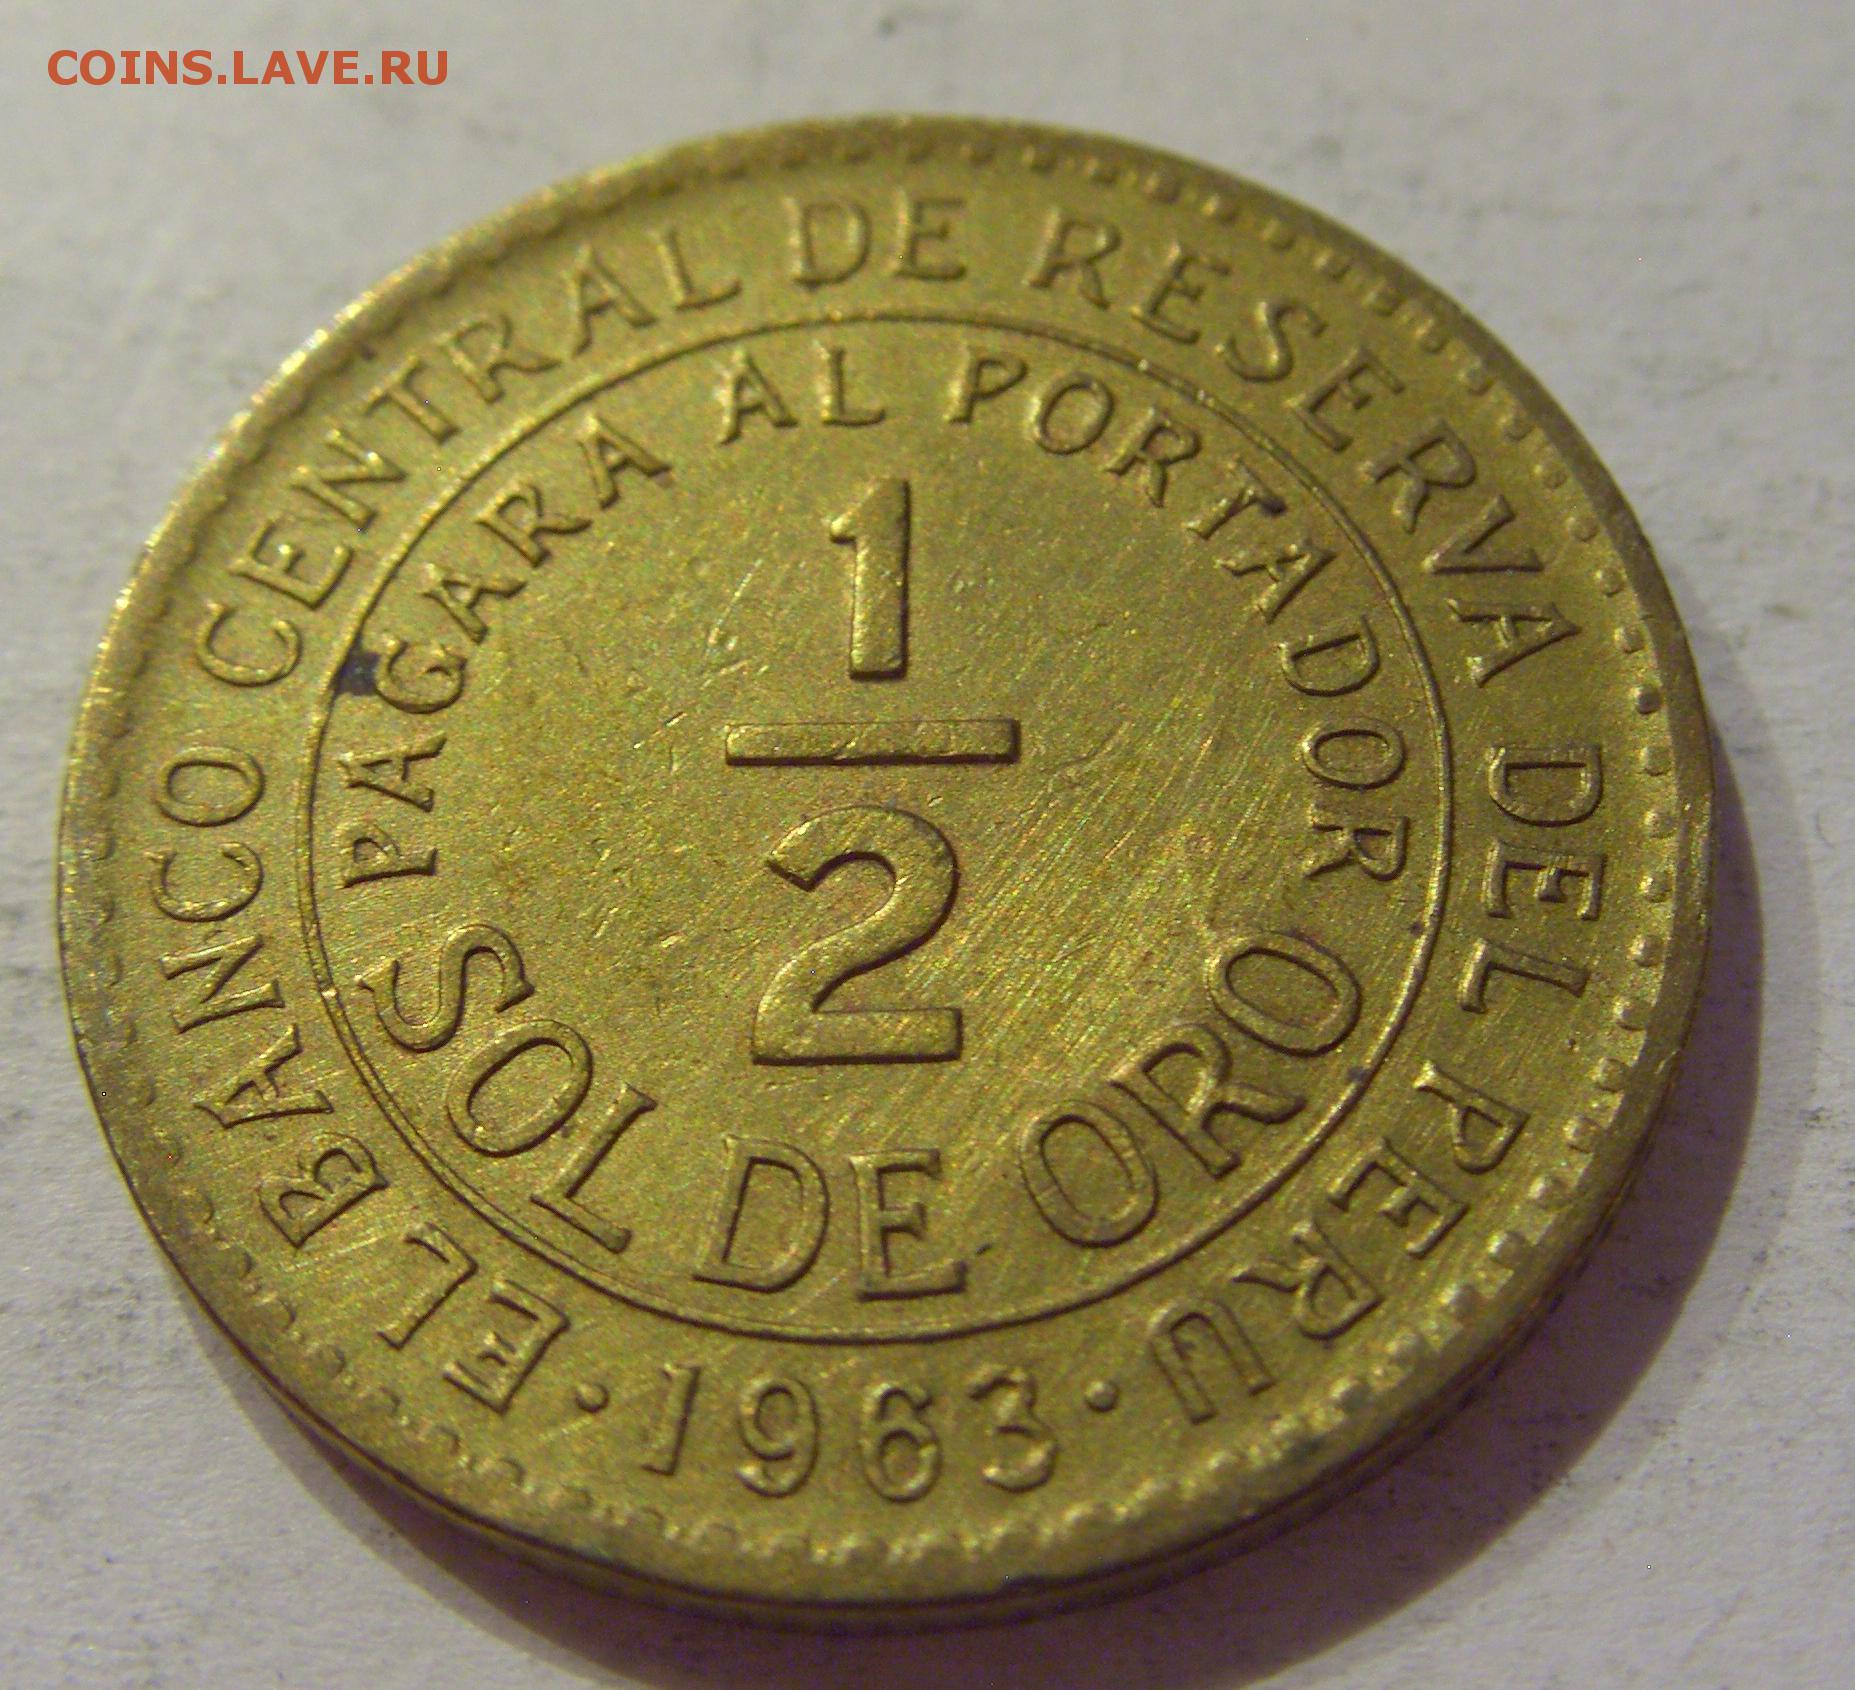 COINS.LAVE.RU
EL BANCO CENTRAL DE RESERVA DEL PERU
PAGARA AL PORTADOR
1
2
SOL DE ORO
· 1963 ·